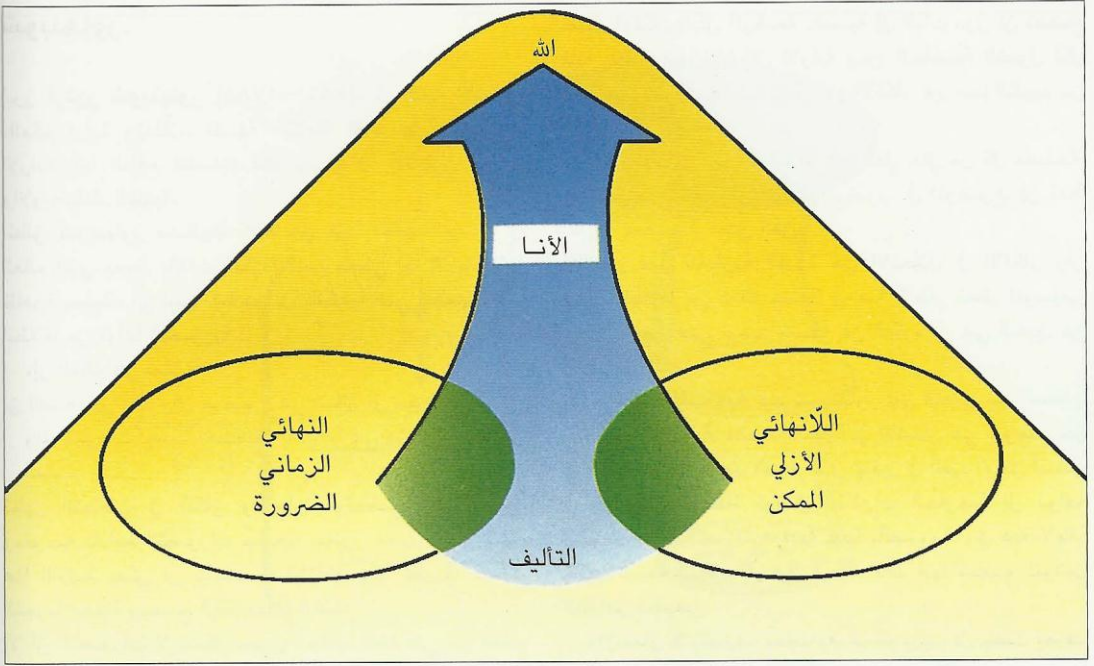 الله
الأنا
اللّانهائي
الأزلي
الممكن
النهائي
الزماني
الضرورة
التأليف